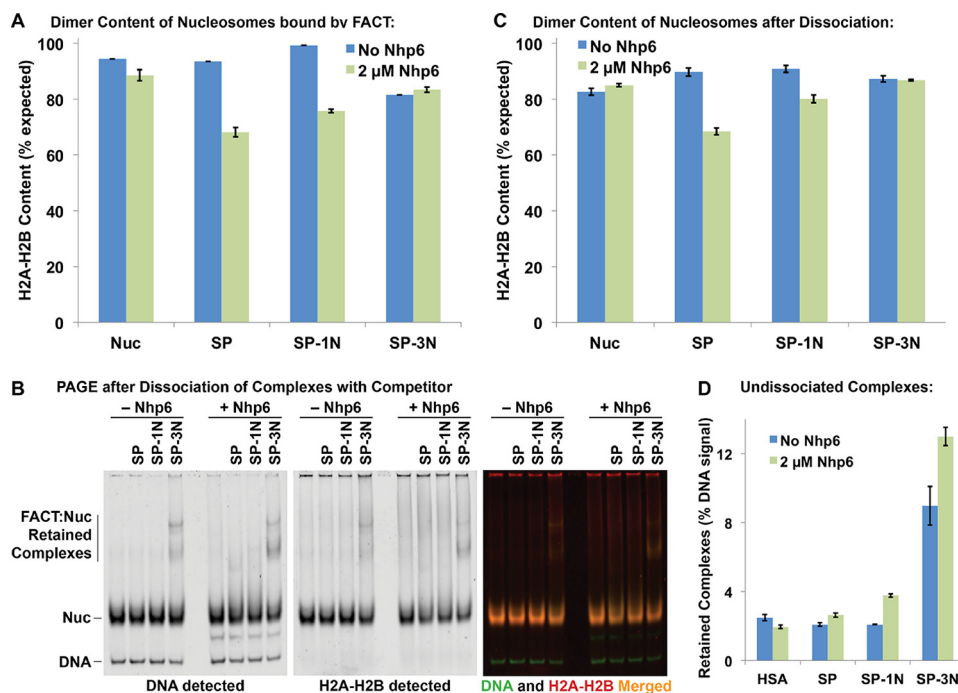 A Dimer Content of Nucleosomes bound by FACT:
H2A-H2B Content (% expected)
100
80
60
40
20
0
No Nhp6
2 µM Nhp6
Nuc SP SP-1N SP-3N
C Dimer Content of Nucleosomes after Dissociation:
H2A-H2B Content (% expected)
100
80
60
40
20
0
No Nhp6
2 µM Nhp6
Nuc SP SP-1N SP-3N
B PAGE after Dissociation of Complexes with Competitor
– Nhp6 + Nhp6 – Nhp6 + Nhp6 – Nhp6 + Nhp6
SP SP-1N SP-3N SP SP-1N SP-3N SP SP-1N SP-3N SP SP-1N SP-3N SP SP-1N SP-3N SP SP-1N SP-3N
FACT:Nuc
Retained
Complexes
Nuc
DNA
DNA detected H2A-H2B detected DNA and H2A-H2B Merged
D Undissociated Complexes:
Retained Complexes (% DNA signal)
12
8
4
0
No Nhp6
2 µM Nhp6
HSA SP SP-1N SP-3N